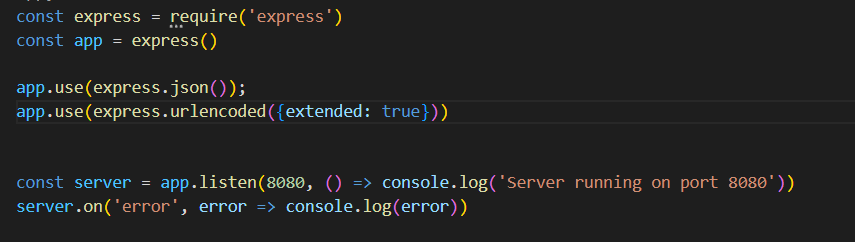 const express = require('express')
const app = express()
app.use(express.json());
app.use(express.urlencoded({extended: true}))
const server = app.listen(8080, () => console.log('Server running on port 8080'))
server.on('error', error => console.log(error))